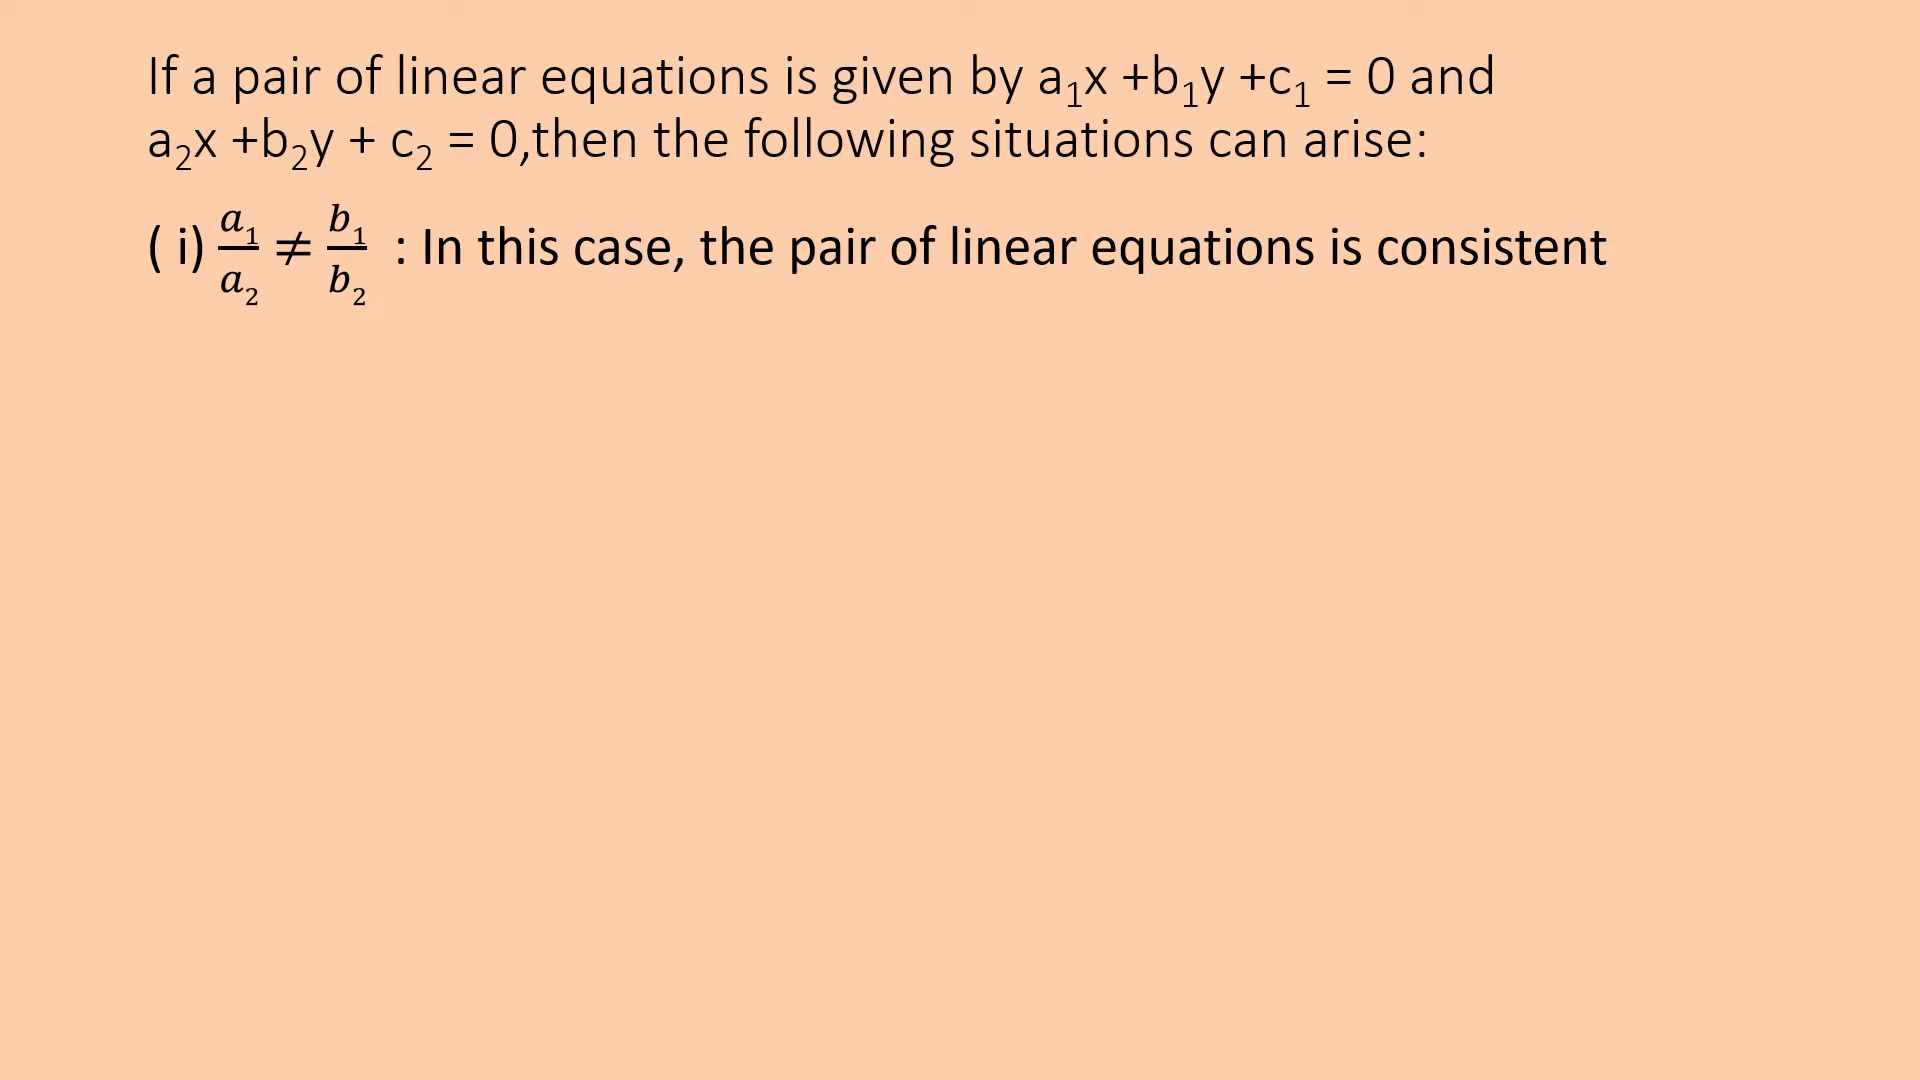 If a pair of linear equations is given by a₁x +b₁y +c₁ = 0 and
a₂x +b₂y + c₂ = 0,then the following situations can arise:
( i) a₁/a₂ ≠ b₁/b₂ : In this case, the pair of linear equations is consistent